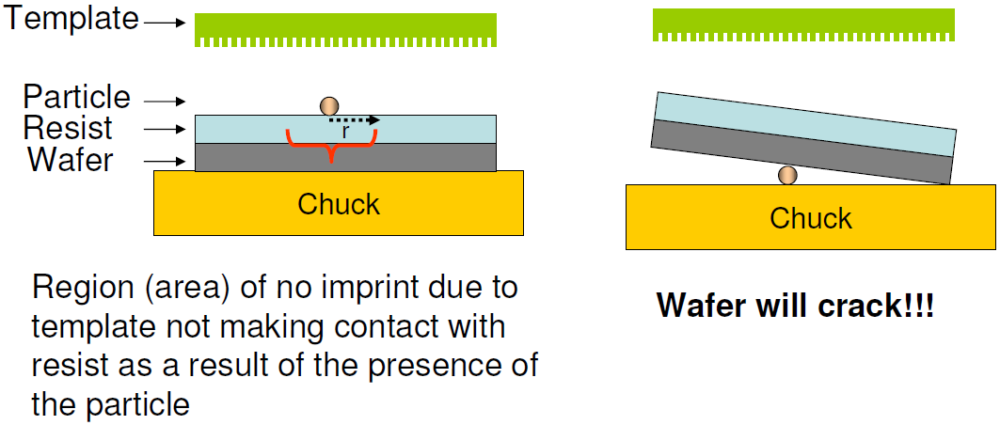 Template
Particle
Resist
r
Wafer
Chuck
Chuck
Region (area) of no imprint due to
template not making contact with
resist as a result of the presence of
the particle
Wafer will crack!!!